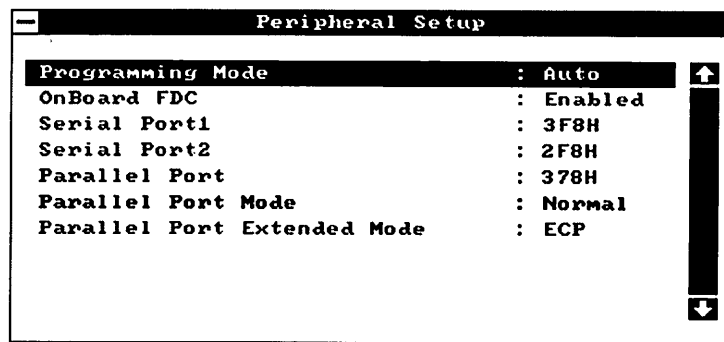 Peripheral Setup
Programming Mode : Auto
OnBoard FDC : Enabled
Serial Port1 : 3F8H
Serial Port2 : 2F8H
Parallel Port : 378H
Parallel Port Mode : Normal
Parallel Port Extended Mode : ECP